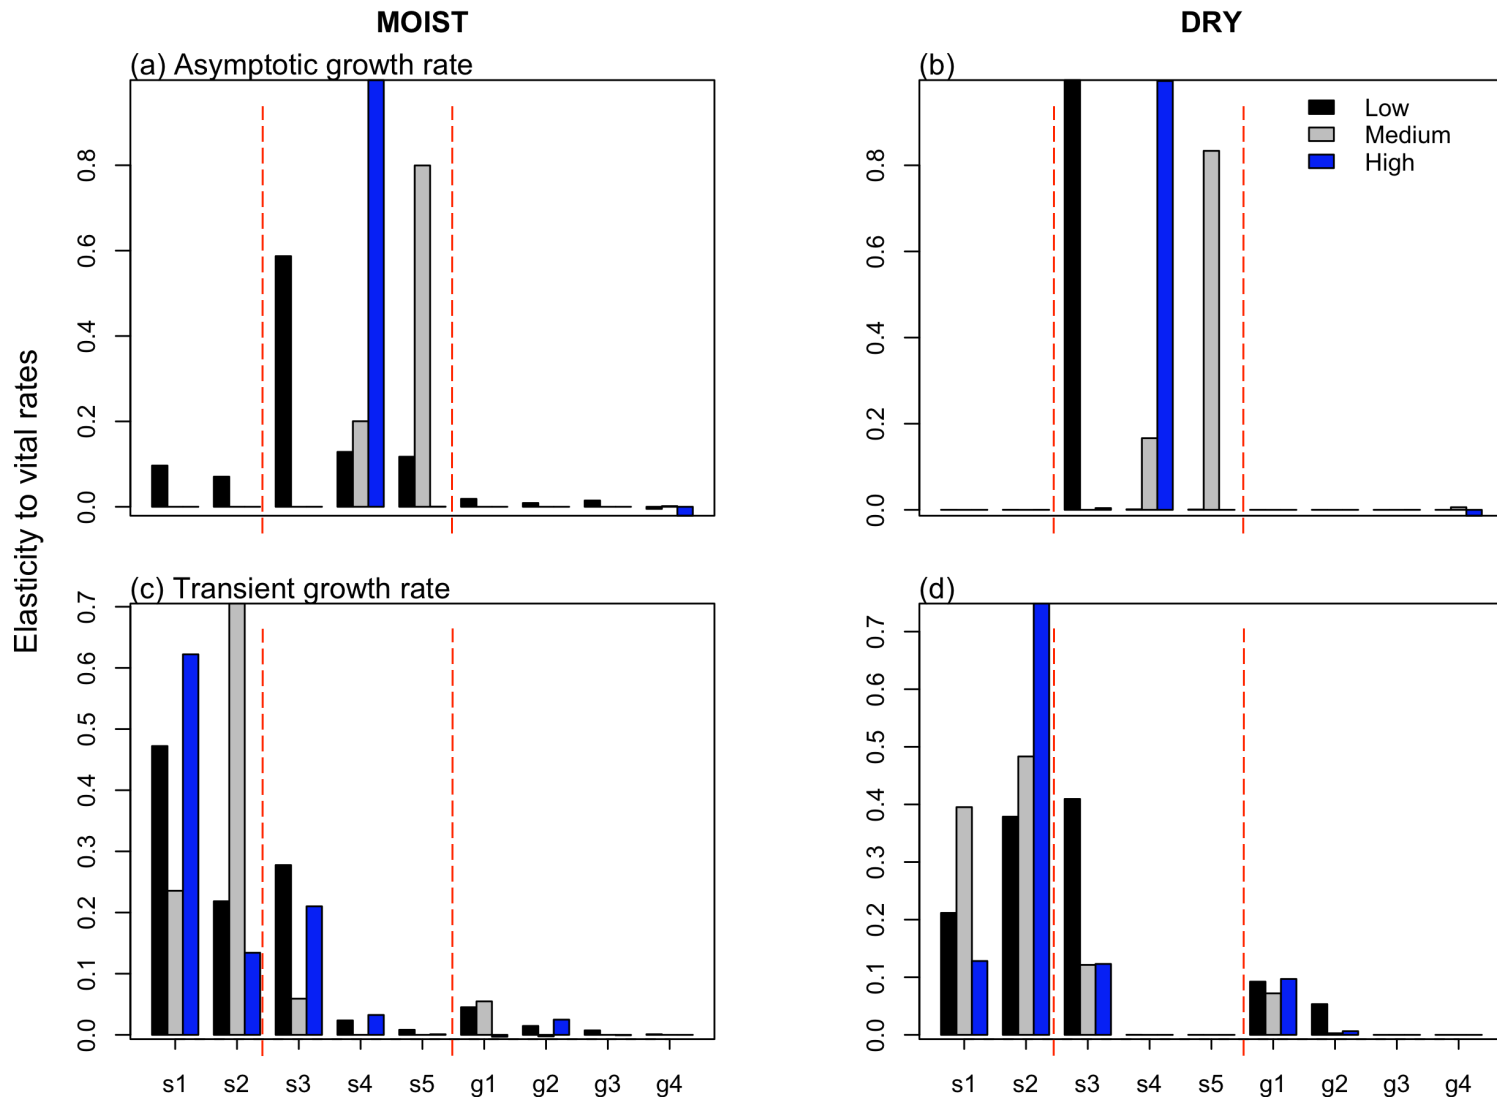 MOIST
DRY
(a) Asymptotic growth rate
(b)
Low
Medium
High
0.8
0.6
0.4
0.2
0.0
0.8
0.6
0.4
0.2
0.0
Elasticity to vital rates
(c) Transient growth rate
(d)
0.7
0.6
0.5
0.4
0.3
0.2
0.1
0.0
0.7
0.6
0.5
0.4
0.3
0.2
0.1
0.0
s1 s2 s3 s4 s5 g1 g2 g3 g4
s1 s2 s3 s4 s5 g1 g2 g3 g4